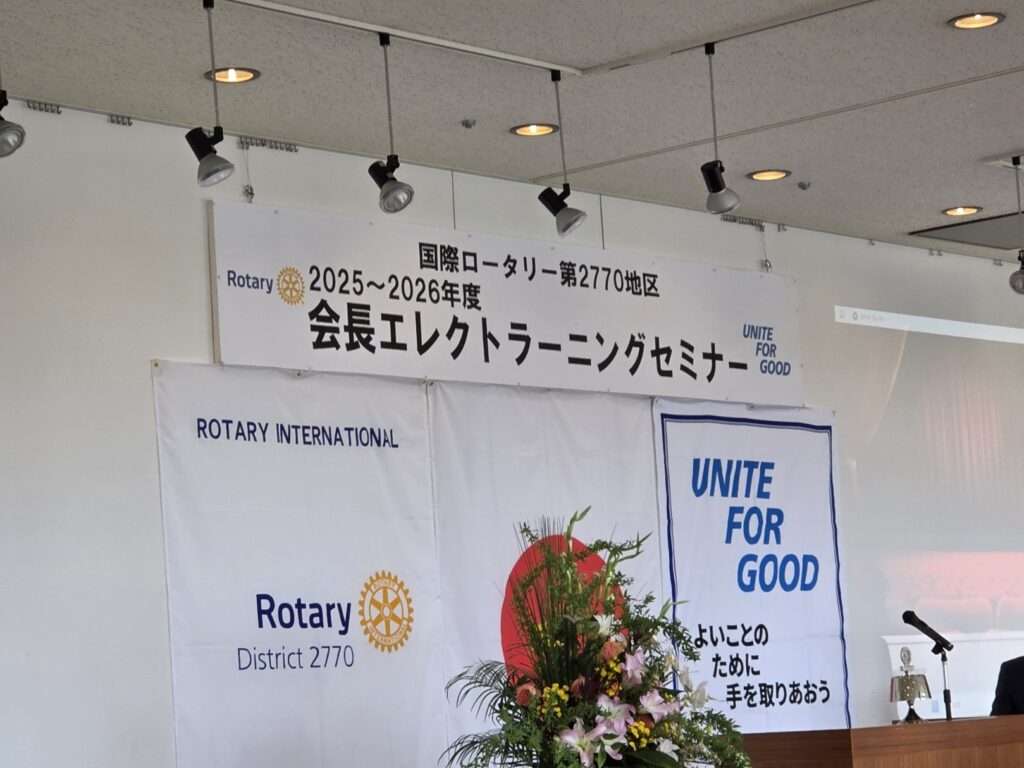 国際ロータリー第2770地区
Rotary
2025～2026年度
会長エレクトラーニングセミナー
UNITE
FOR
GOOD
ROTARY INTERNATIONAL
Rotary
District 2770
UNITE
FOR
GOOD
よいことの
ために
手を取りあおう